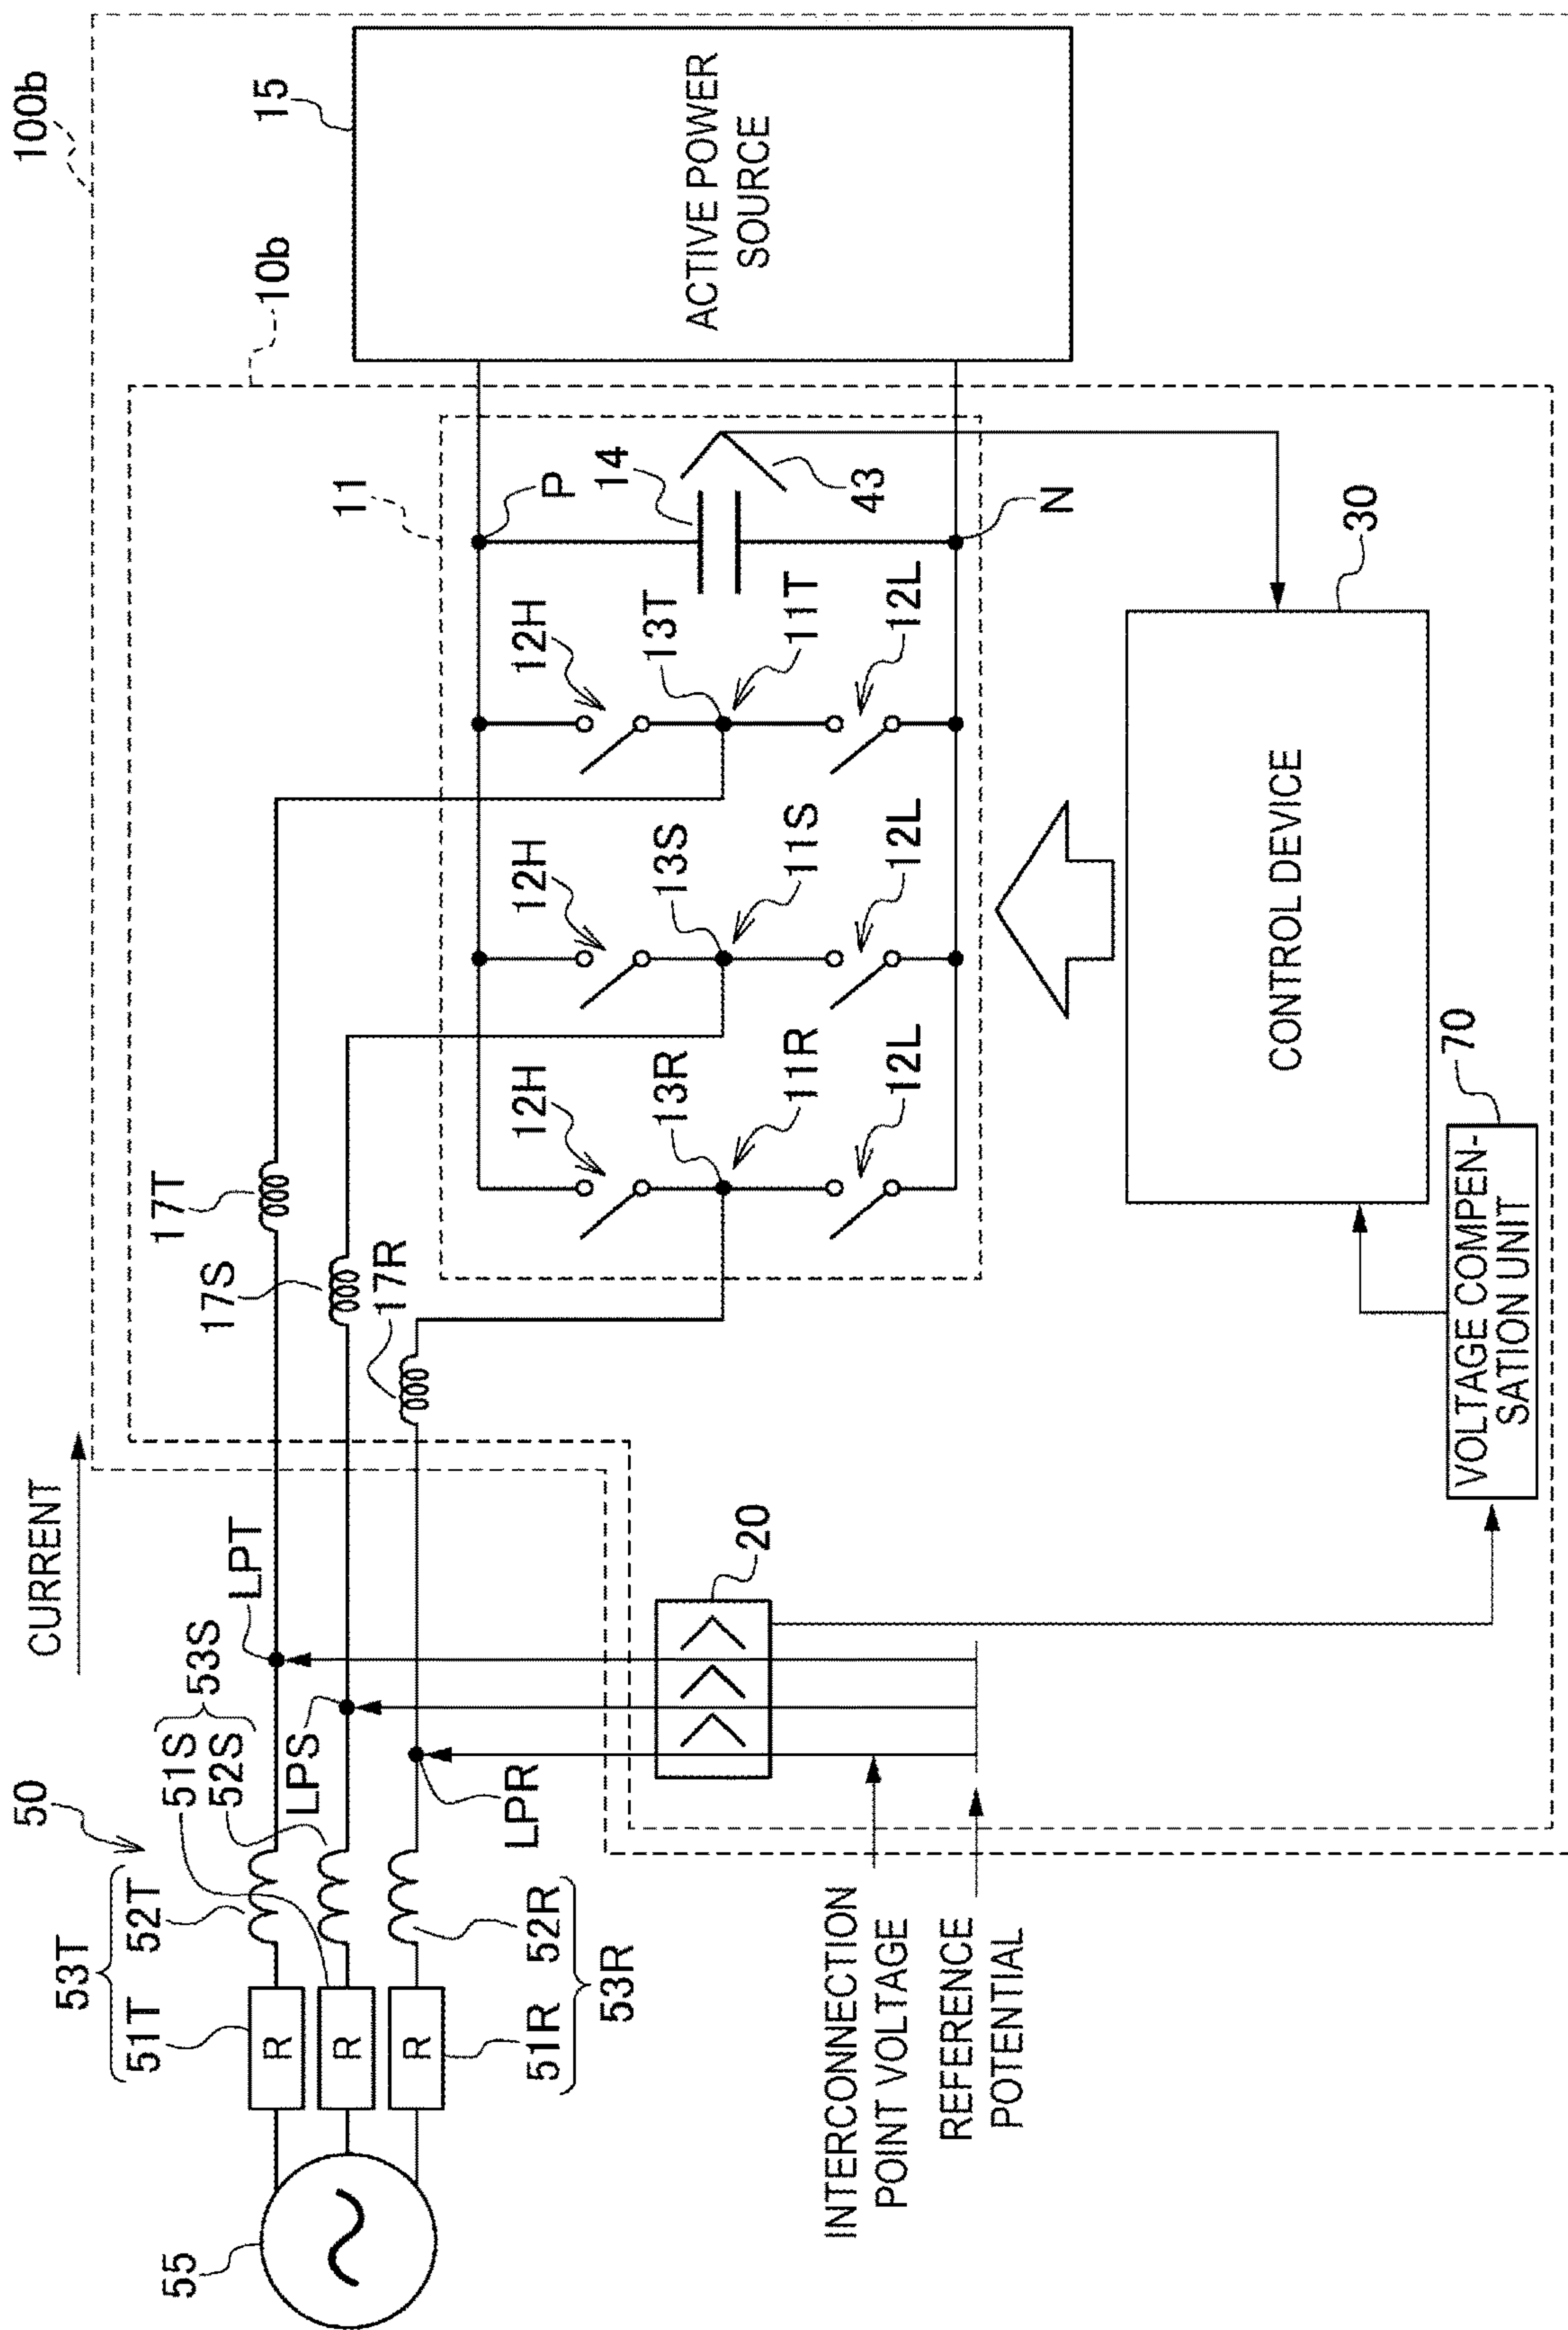 100b
15
ACTIVE POWER
SOURCE
10b
11
P
14
43
N
12H
13T
11T
12L
30
12H
13S
11S
12L
12H
13R
11R
12L
CONTROL DEVICE
70
VOLTAGE COMPEN-
SATION UNIT
17T
17S
17R
CURRENT
LPT
LPS
LPR
20
50
53S
51S
52S
53T
51T
52T
R
R
R
51R
52R
53R
55
INTERCONNECTION
POINT VOLTAGE
REFERENCE
POTENTIAL